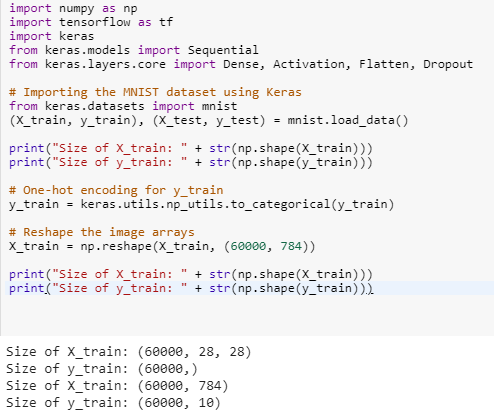 import numpy as np
import tensorflow as tf
import keras
from keras.models import Sequential
from keras.layers.core import Dense, Activation, Flatten, Dropout
# Importing the MNIST dataset using Keras
from keras.datasets import mnist
(X_train, y_train), (X_test, y_test) = mnist.load_data()
print("Size of X_train: " + str(np.shape(X_train)))
print("Size of y_train: " + str(np.shape(y_train)))
# One-hot encoding for y_train
y_train = keras.utils.np_utils.to_categorical(y_train)
# Reshape the image arrays
X_train = np.reshape(X_train, (60000, 784))
print("Size of X_train: " + str(np.shape(X_train)))
print("Size of y_train: " + str(np.shape(y_train)))
Size of X_train: (60000, 28, 28)
Size of y_train: (60000,)
Size of X_train: (60000, 784)
Size of y_train: (60000, 10)